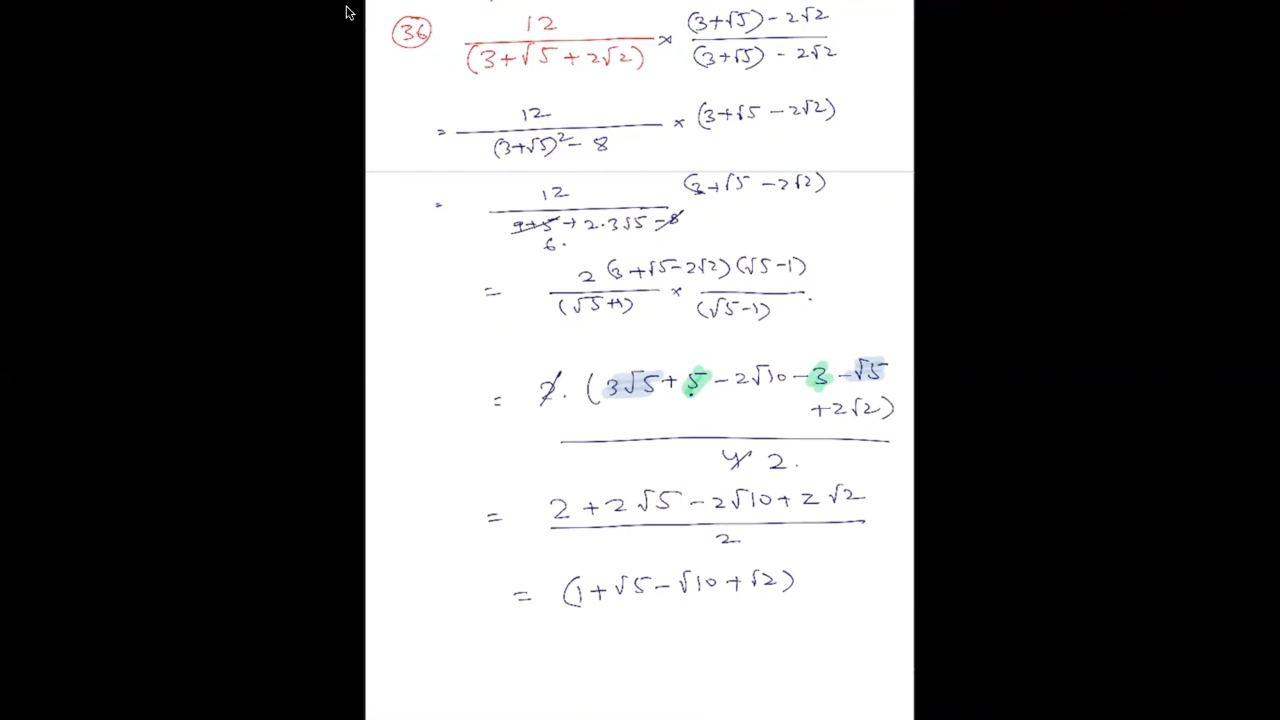 36 12/(3+√5+2√2) × ((3+√5)-2√2)/((3+√5)-2√2)
= 12/((3+√5)²-8) × (3+√5-2√2)
= 12/(9+5+2·3√5-8) (3+√5-2√2)
6.
= 2(3+√5-2√2)/(√5+1) × (√5-1)/(√5-1).
= 2·(3√5+5-2√10-3-√5
+2√2)
4 2.
= (2+2√5-2√10+2√2)/2
= (1+√5-√10+√2)